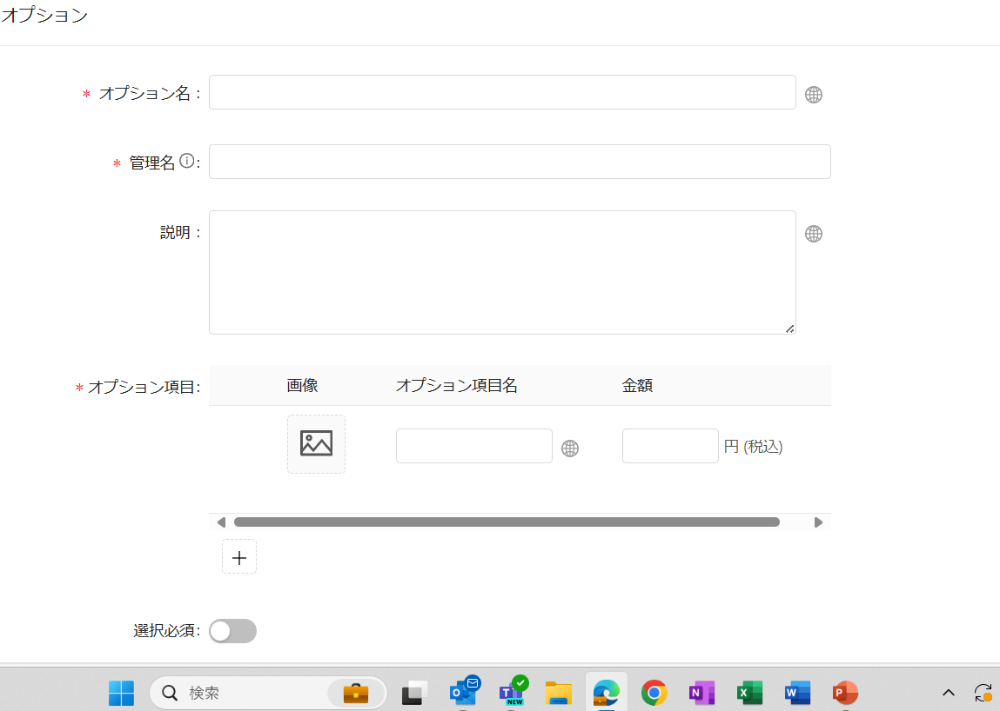 オプション
* オプション名 :
* 管理名 :
説明 :
* オプション項目:
画像 オプション項目名 金額
円 (税込)
選択必須:
検索
NEW